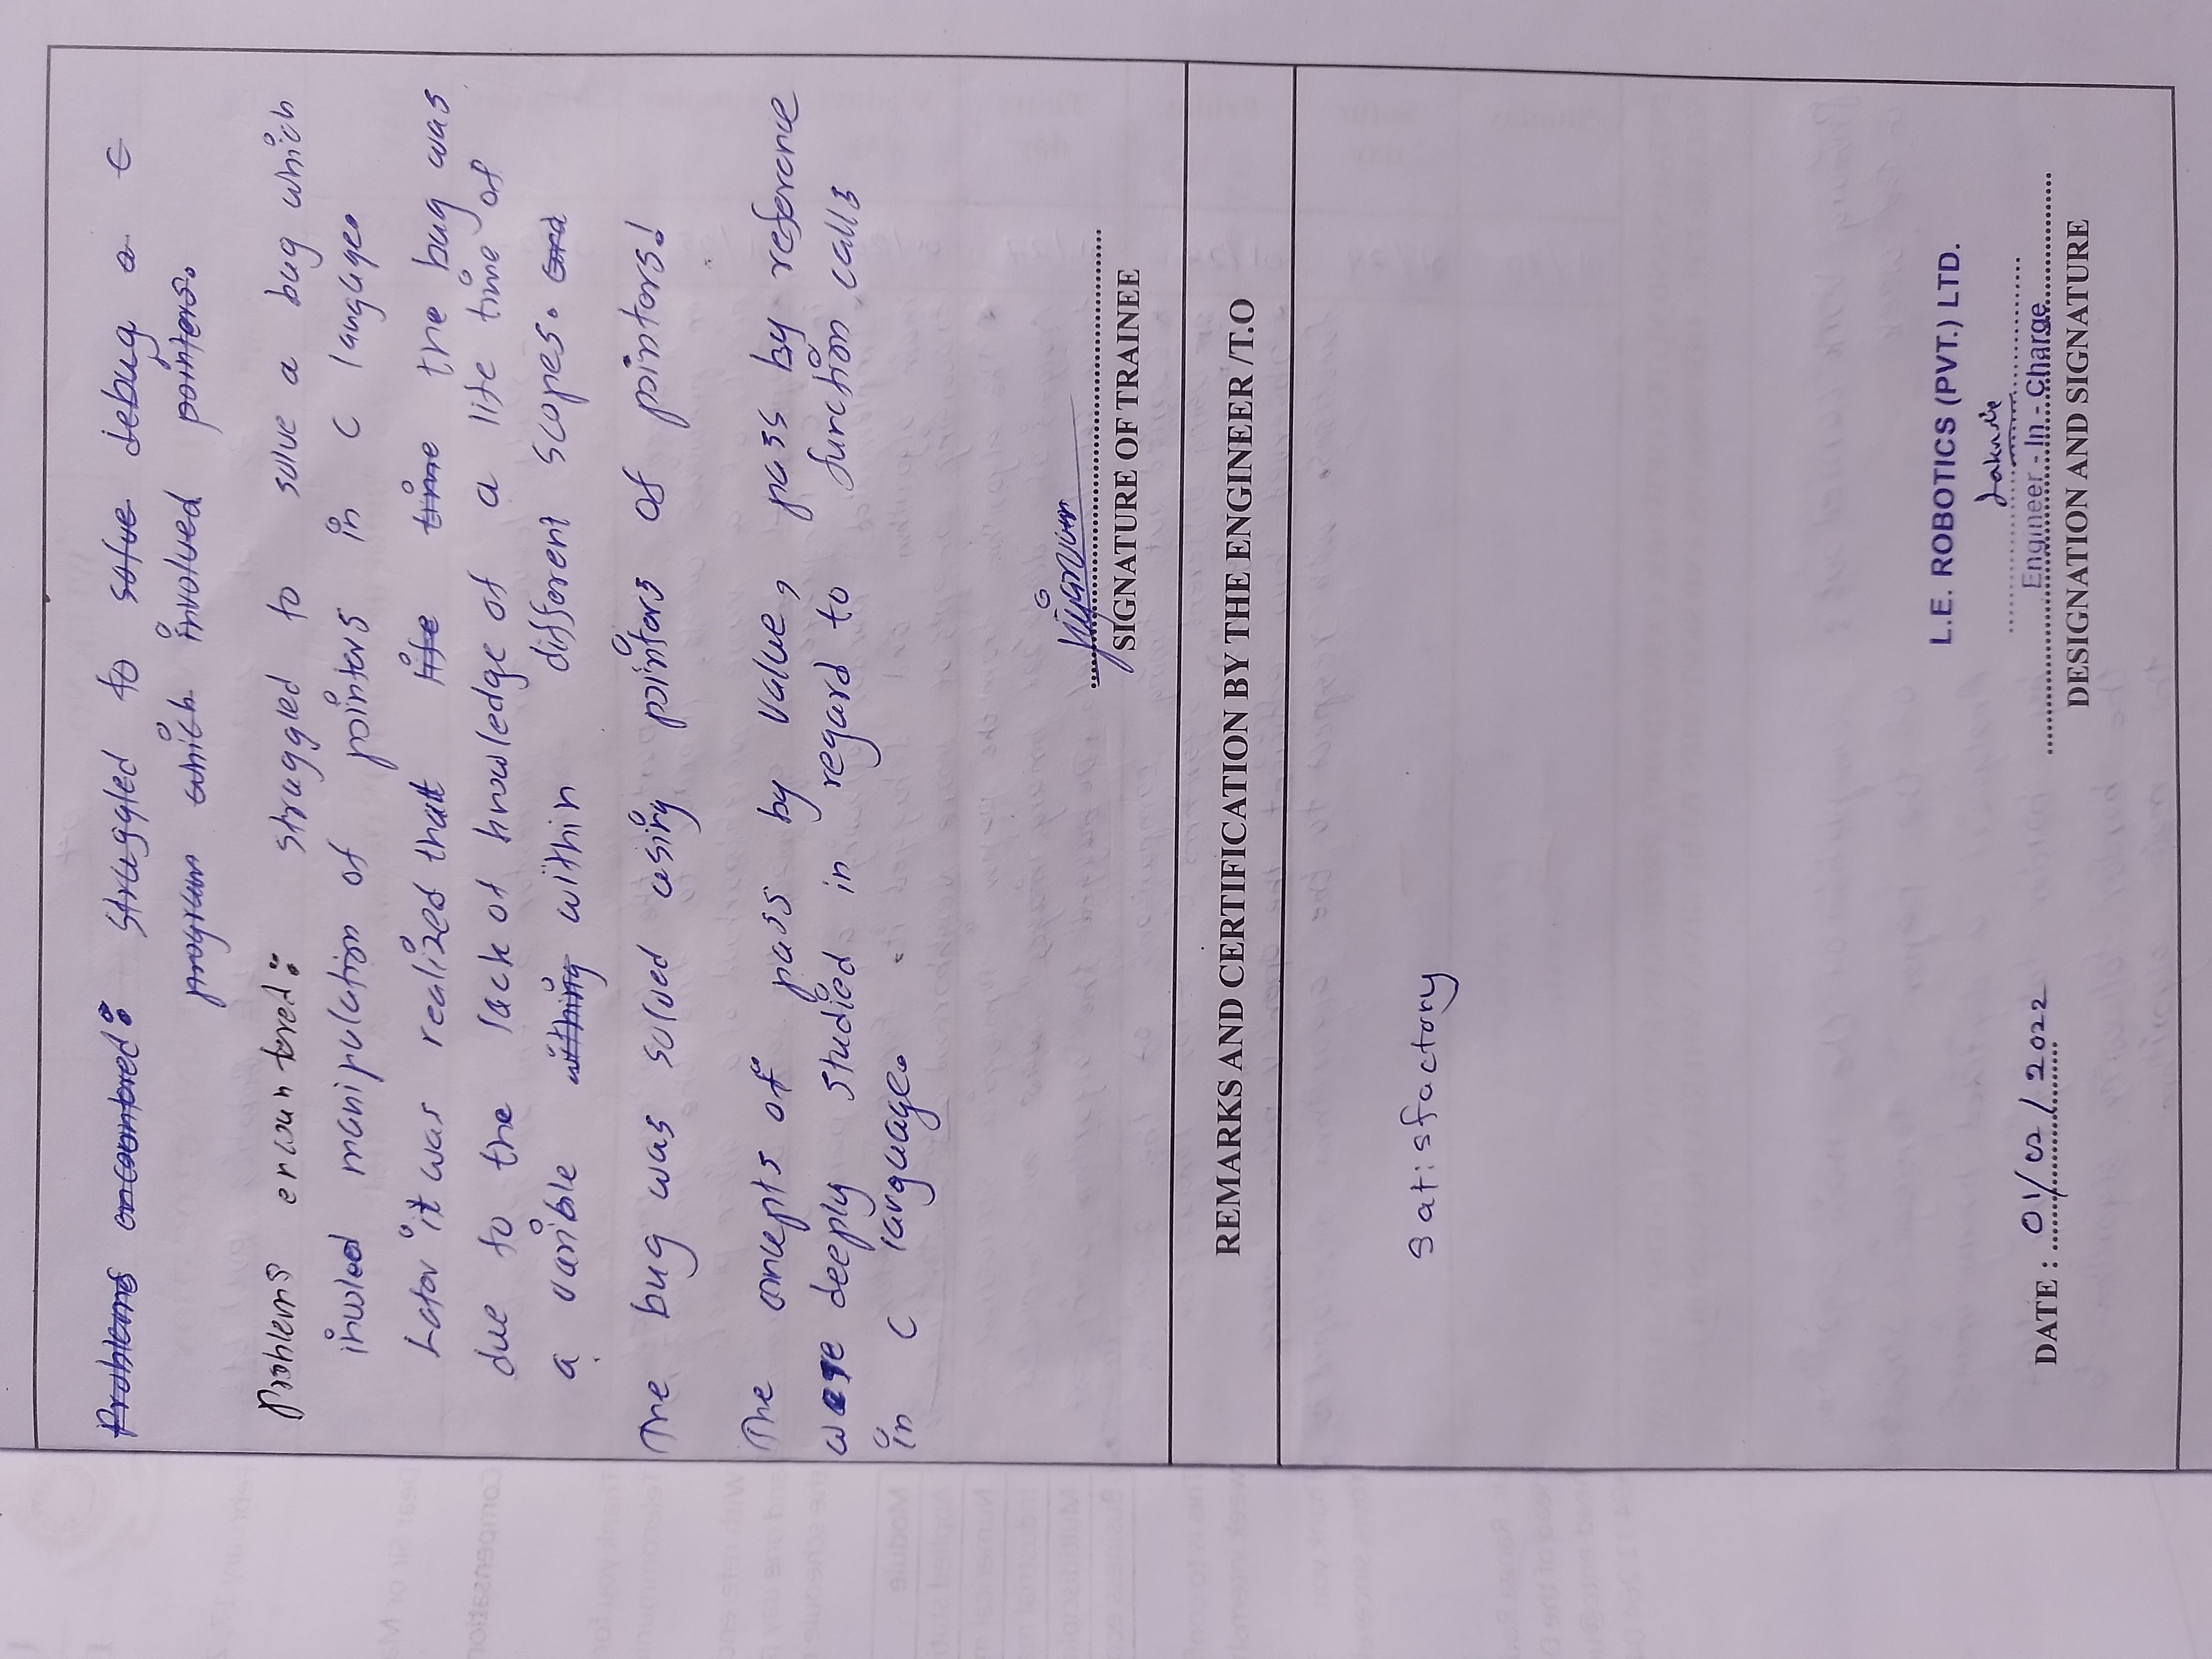 Problems encountered: struggled to solve debug a C
program which involved pointers.
Problems encountered: struggled to solve a bug which
involed manipulation of pointers in C language.
Later it was realized that life time the bug was
due to the lack of knowledge of a life time of
a varible withing within different scopes. and
The bug was solved using pointers of pointers!
The concepts of pass by value, pass by reference
were deeply studied in regard to function calls
in C language.
SIGNATURE OF TRAINEE
REMARKS AND CERTIFICATION BY THE ENGINEER /T.O
Satisfactory
L.E. ROBOTICS (PVT.) LTD.
Engineer - In - Charge
DATE : 01/02/2022
DESIGNATION AND SIGNATURE